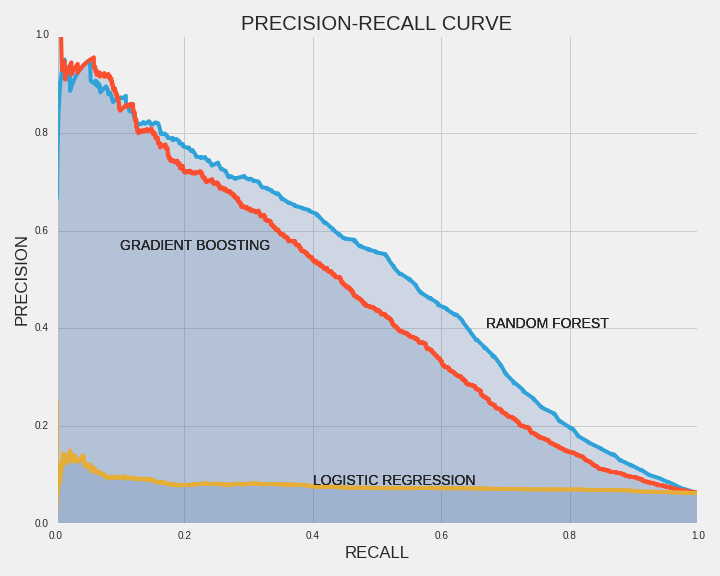 PRECISION-RECALL CURVE
1.0
0.8
0.6
GRADIENT BOOSTING
PRECISION
0.4
RANDOM FOREST
0.2
LOGISTIC REGRESSION
0.0
0.0 0.2 0.4 0.6 0.8 1.0
RECALL